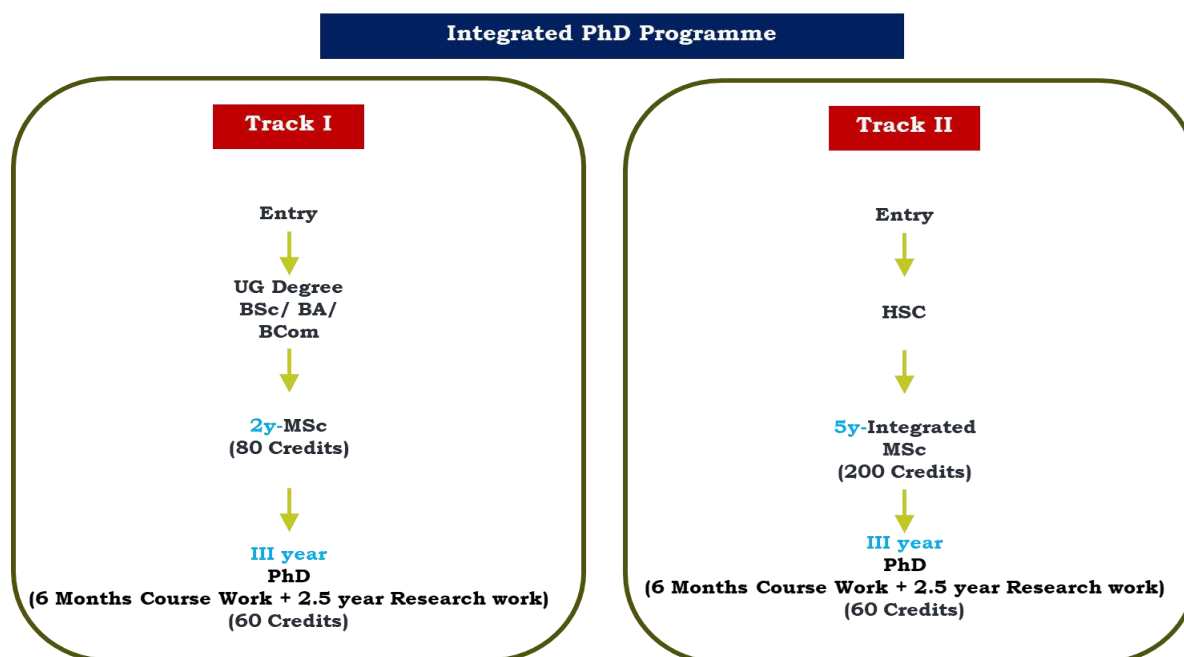 Integrated PhD Programme
Track I
Entry
UG Degree
BSc/ BA/
BCom
2y-MSc
(80 Credits)
III year
PhD
(6 Months Course Work + 2.5 year Research work)
(60 Credits)
Track II
Entry
HSC
5y-Integrated
MSc
(200 Credits)
III year
PhD
(6 Months Course Work + 2.5 year Research work)
(60 Credits)